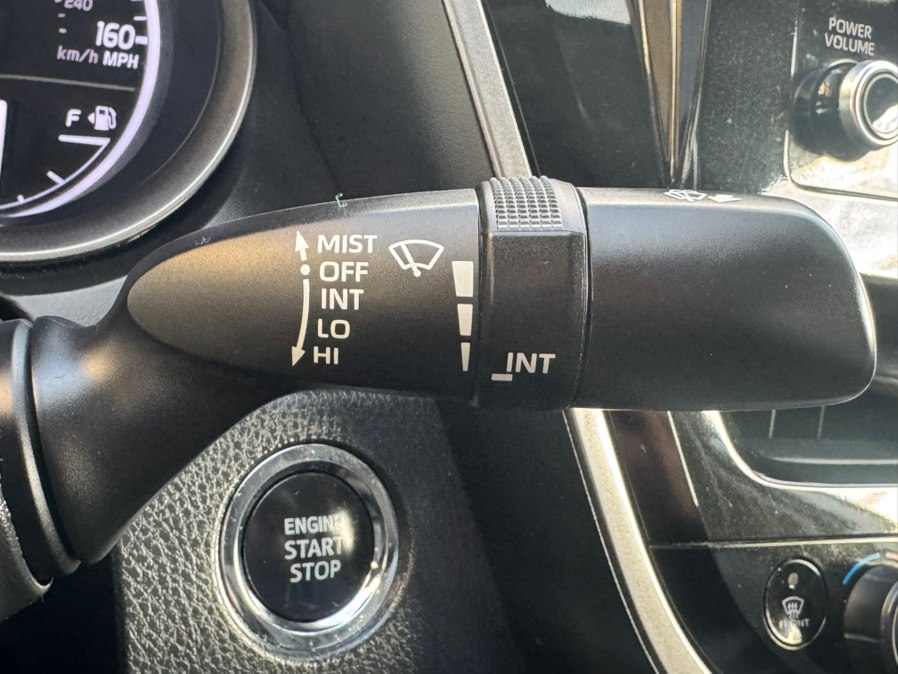 240
160
km/h MPH
F
POWER
VOLUME
MIST
OFF
INT
LO
HI
INT
ENGINE
START
STOP
FRONT